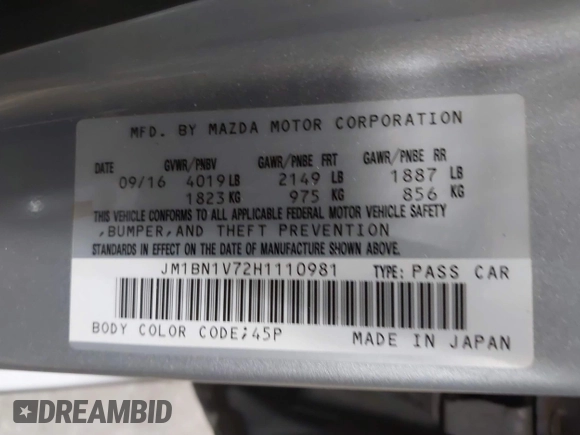 MFD. BY MAZDA MOTOR CORPORATION
DATE GVWR/PNBV GAWR/PNBE FRT GAWR/PNBE RR
09/16 4019 LB 2149 LB 1887 LB
1823 KG 975 KG 856 KG
THIS VEHICLE CONFORMS TO ALL APPLICABLE FEDERAL MOTOR VEHICLE SAFETY
,BUMPER,AND THEFT PREVENTION
STANDARDS IN EFFECT ON THE DATE OF MANUFACTURE SHOWN ABOVE.
JM1BN1V72H1110981 TYPE: PASS CAR
BODY COLOR CODE;45P MADE IN JAPAN
DREAMBID